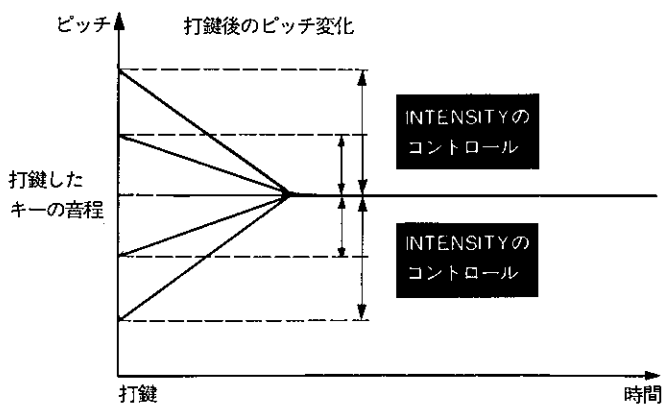 ピッチ
打鍵後のピッチ変化
INTENSITYの
コントロール
打鍵した
キーの音程
INTENSITYの
コントロール
打鍵
時間